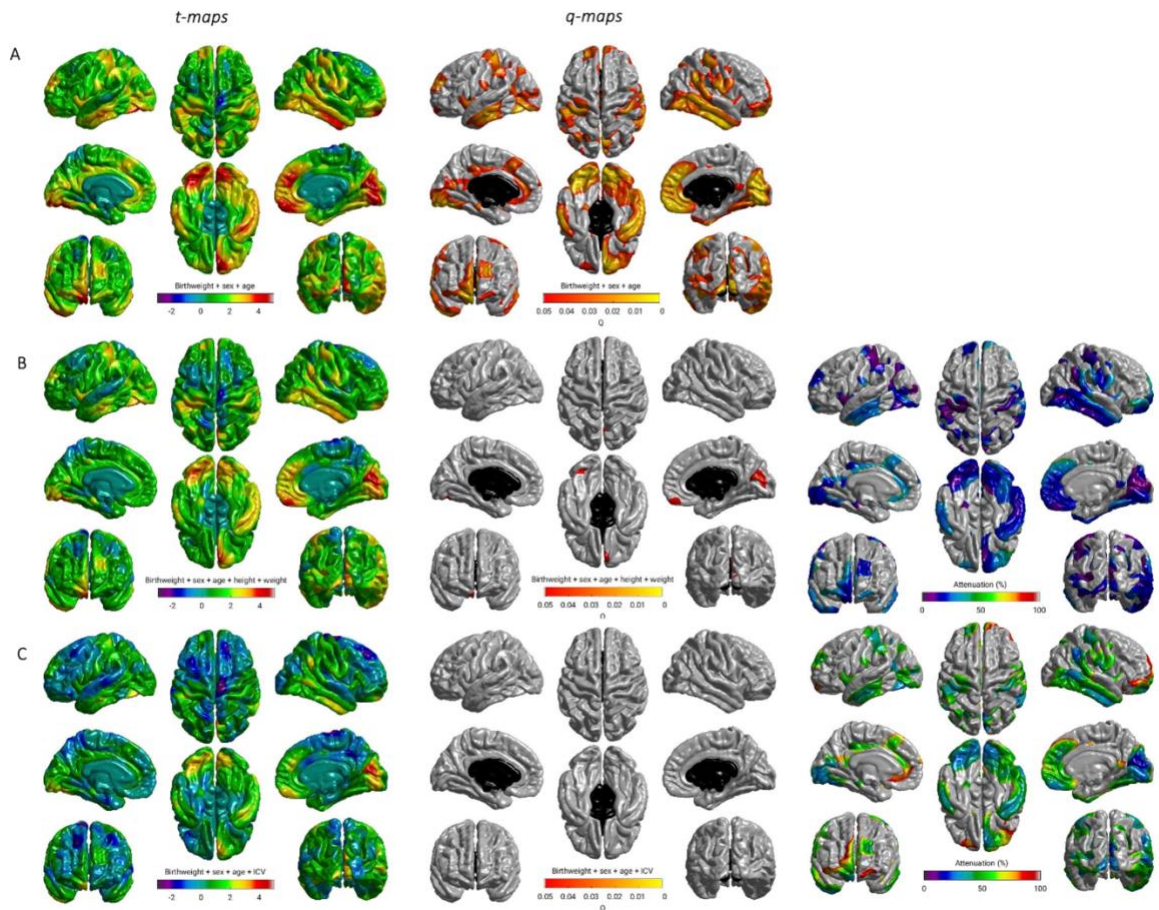 t-maps q-maps
A
Birthweight + sex + age
-2 0 2 4
Birthweight + sex + age
0.05 0.04 0.03 0.02 0.01 0
Q
B
Birthweight + sex + age + height + weight
-2 0 2 4
Birthweight + sex + age + height + weight
0.05 0.04 0.03 0.02 0.01 0
Q
Attenuation (%)
0 50 100
C
Birthweight + sex + age + ICV
-2 0 2 4
Birthweight + sex + age + ICV
0.05 0.04 0.03 0.02 0.01 0
Q
Attenuation (%)
0 50 100